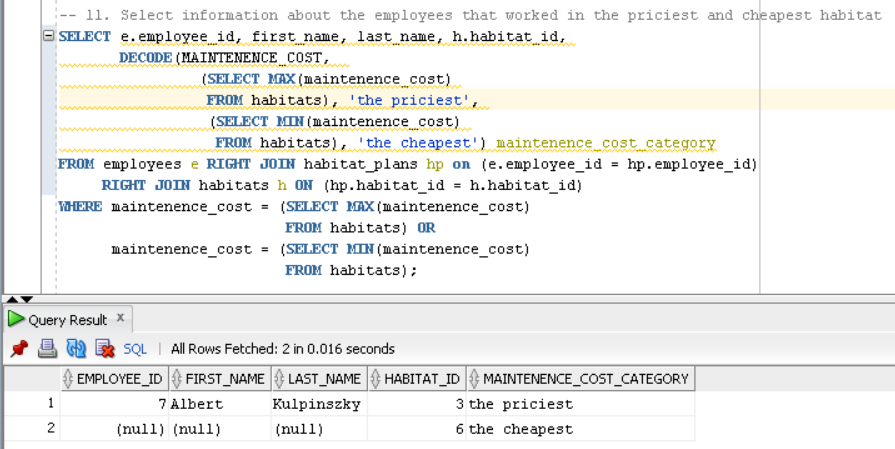 -- 11. Select information about the employees that worked in the priciest and cheapest habitat
SELECT e.employee_id, first_name, last_name, h.habitat_id,
DECODE(MAINTENENCE_COST,
(SELECT MAX(maintenence_cost)
FROM habitats), 'the priciest',
(SELECT MIN(maintenence_cost)
FROM habitats), 'the cheapest') maintenence_cost_category
FROM employees e RIGHT JOIN habitat_plans hp on (e.employee_id = hp.employee_id)
RIGHT JOIN habitats h ON (hp.habitat_id = h.habitat_id)
WHERE maintenence_cost = (SELECT MAX(maintenence_cost)
FROM habitats) OR
maintenence_cost = (SELECT MIN(maintenence_cost)
FROM habitats);
Query Result x
SQL | All Rows Fetched: 2 in 0.016 seconds
EMPLOYEE_ID FIRST_NAME LAST_NAME HABITAT_ID MAINTENENCE_COST_CATEGORY
1 7 Albert Kulpinszky 3 the priciest
2 (null) (null) (null) 6 the cheapest